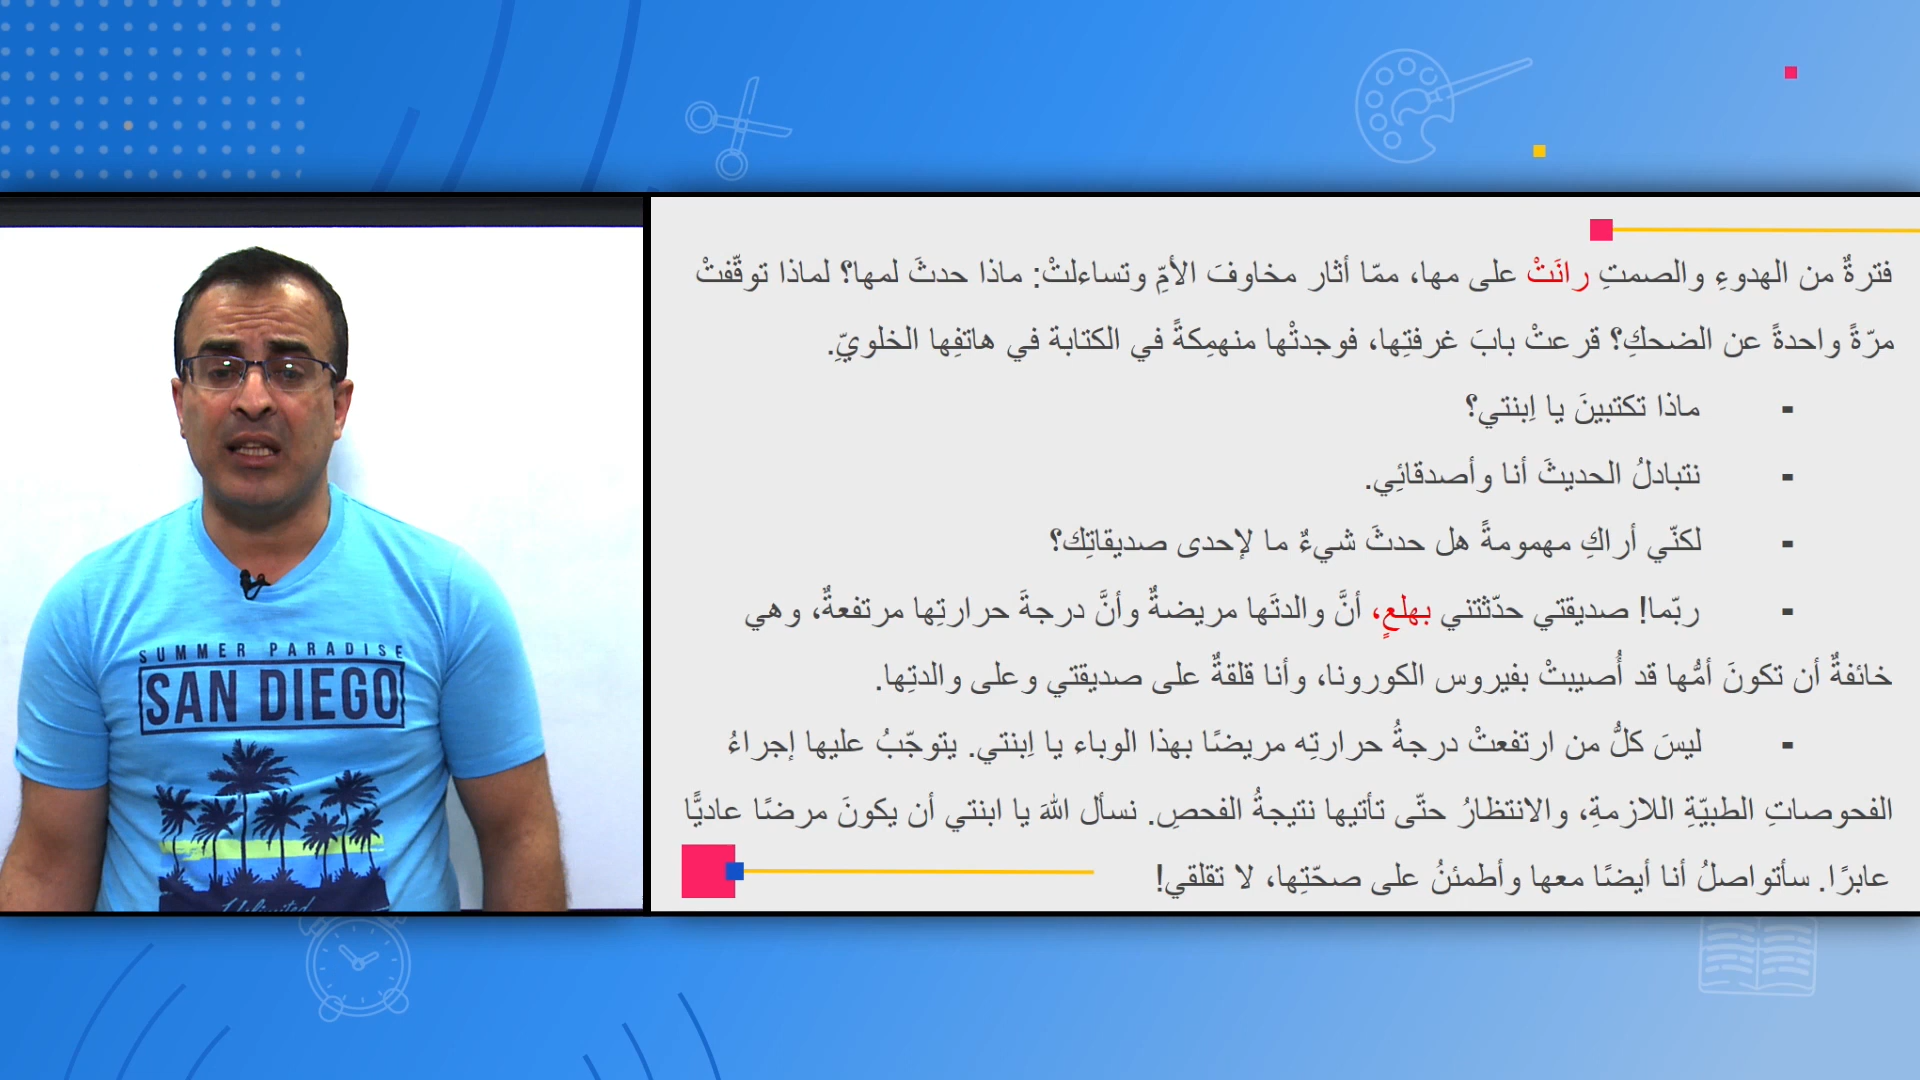 فترةٌ من الهدوءِ والصمتِ رانَتْ على مها، ممّا أثار مخاوفَ الأمِّ وتساءلتْ: ماذا حدثَ لمها؟ لماذا توقّفتْ
مرّةً واحدةً عن الضحكِ؟ قرعتْ بابَ غرفتِها، فوجدتْها منهمِكةً في الكتابة في هاتفِها الخلويِّ.
- ماذا تكتبينَ يا اِبنتي؟
- نتبادلُ الحديثَ أنا وأصدقائِي.
- لكنّي أراكِ مهمومةً هل حدثَ شيءٌ ما لإحدى صديقاتِك؟
- ربّما! صديقتي حدّثتني بهلعٍ، أنَّ والدتَها مريضةٌ وأنَّ درجةَ حرارتِها مرتفعةٌ، وهي
خائفةٌ أن تكونَ أمُّها قد أُصيبتْ بفيروس الكورونا، وأنا قلقةٌ على صديقتي وعلى والدتِها.
- ليسَ كلُّ من ارتفعتْ درجةُ حرارتِه مريضًا بهذا الوباء يا اِبنتي. يتوجّبُ عليها إجراءُ
الفحوصاتِ الطبيّةِ اللازمةِ، والانتظارُ حتّى تأتيها نتيجةُ الفحصِ. نسأل اللهَ يا ابنتي أن يكونَ مرضًا عاديًّا
عابرًا. سأتواصلُ أنا أيضًا معها وأطمئنُ على صحّتِها، لا تقلقي!
SUMMER PARADISE
SAN DIEGO
Unlimited